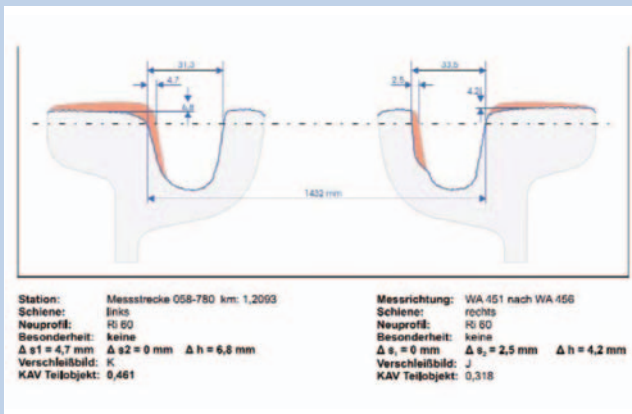 31,3
4,7
6,8
33,5
2,5
4,2
1432 mm
Station: Messstrecke 058-780 km: 1,2093
Schiene: links
Neuprofil: Ri 60
Besonderheit: keine
Δ s1 = 4,7 mm Δ s2 = 0 mm Δ h = 6,8 mm
Verschleißbild: K
KAV Teilobjekt: 0,461
Messrichtung: WA 451 nach WA 456
Schiene: rechts
Neuprofil: Ri 60
Besonderheit: keine
Δ s₁ = 0 mm Δ s₂ = 2,5 mm Δ h = 4,2 mm
Verschleißbild: J
KAV Teilobjekt: 0,318